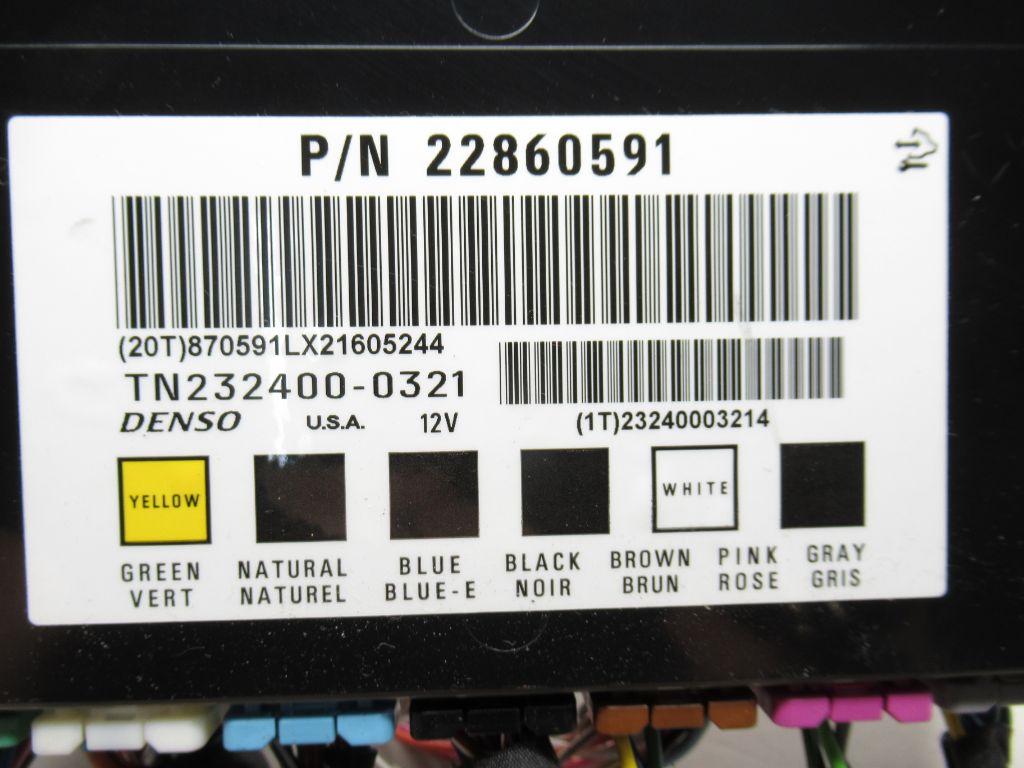 P/N 22860591
(20T)870591LX21605244
TN232400-0321
DENSO U.S.A. 12V (1T)23240003214
YELLOW WHITE
GREEN NATURAL BLUE BLACK BROWN PINK GRAY
VERT NATUREL BLUE-E NOIR BRUN ROSE GRIS